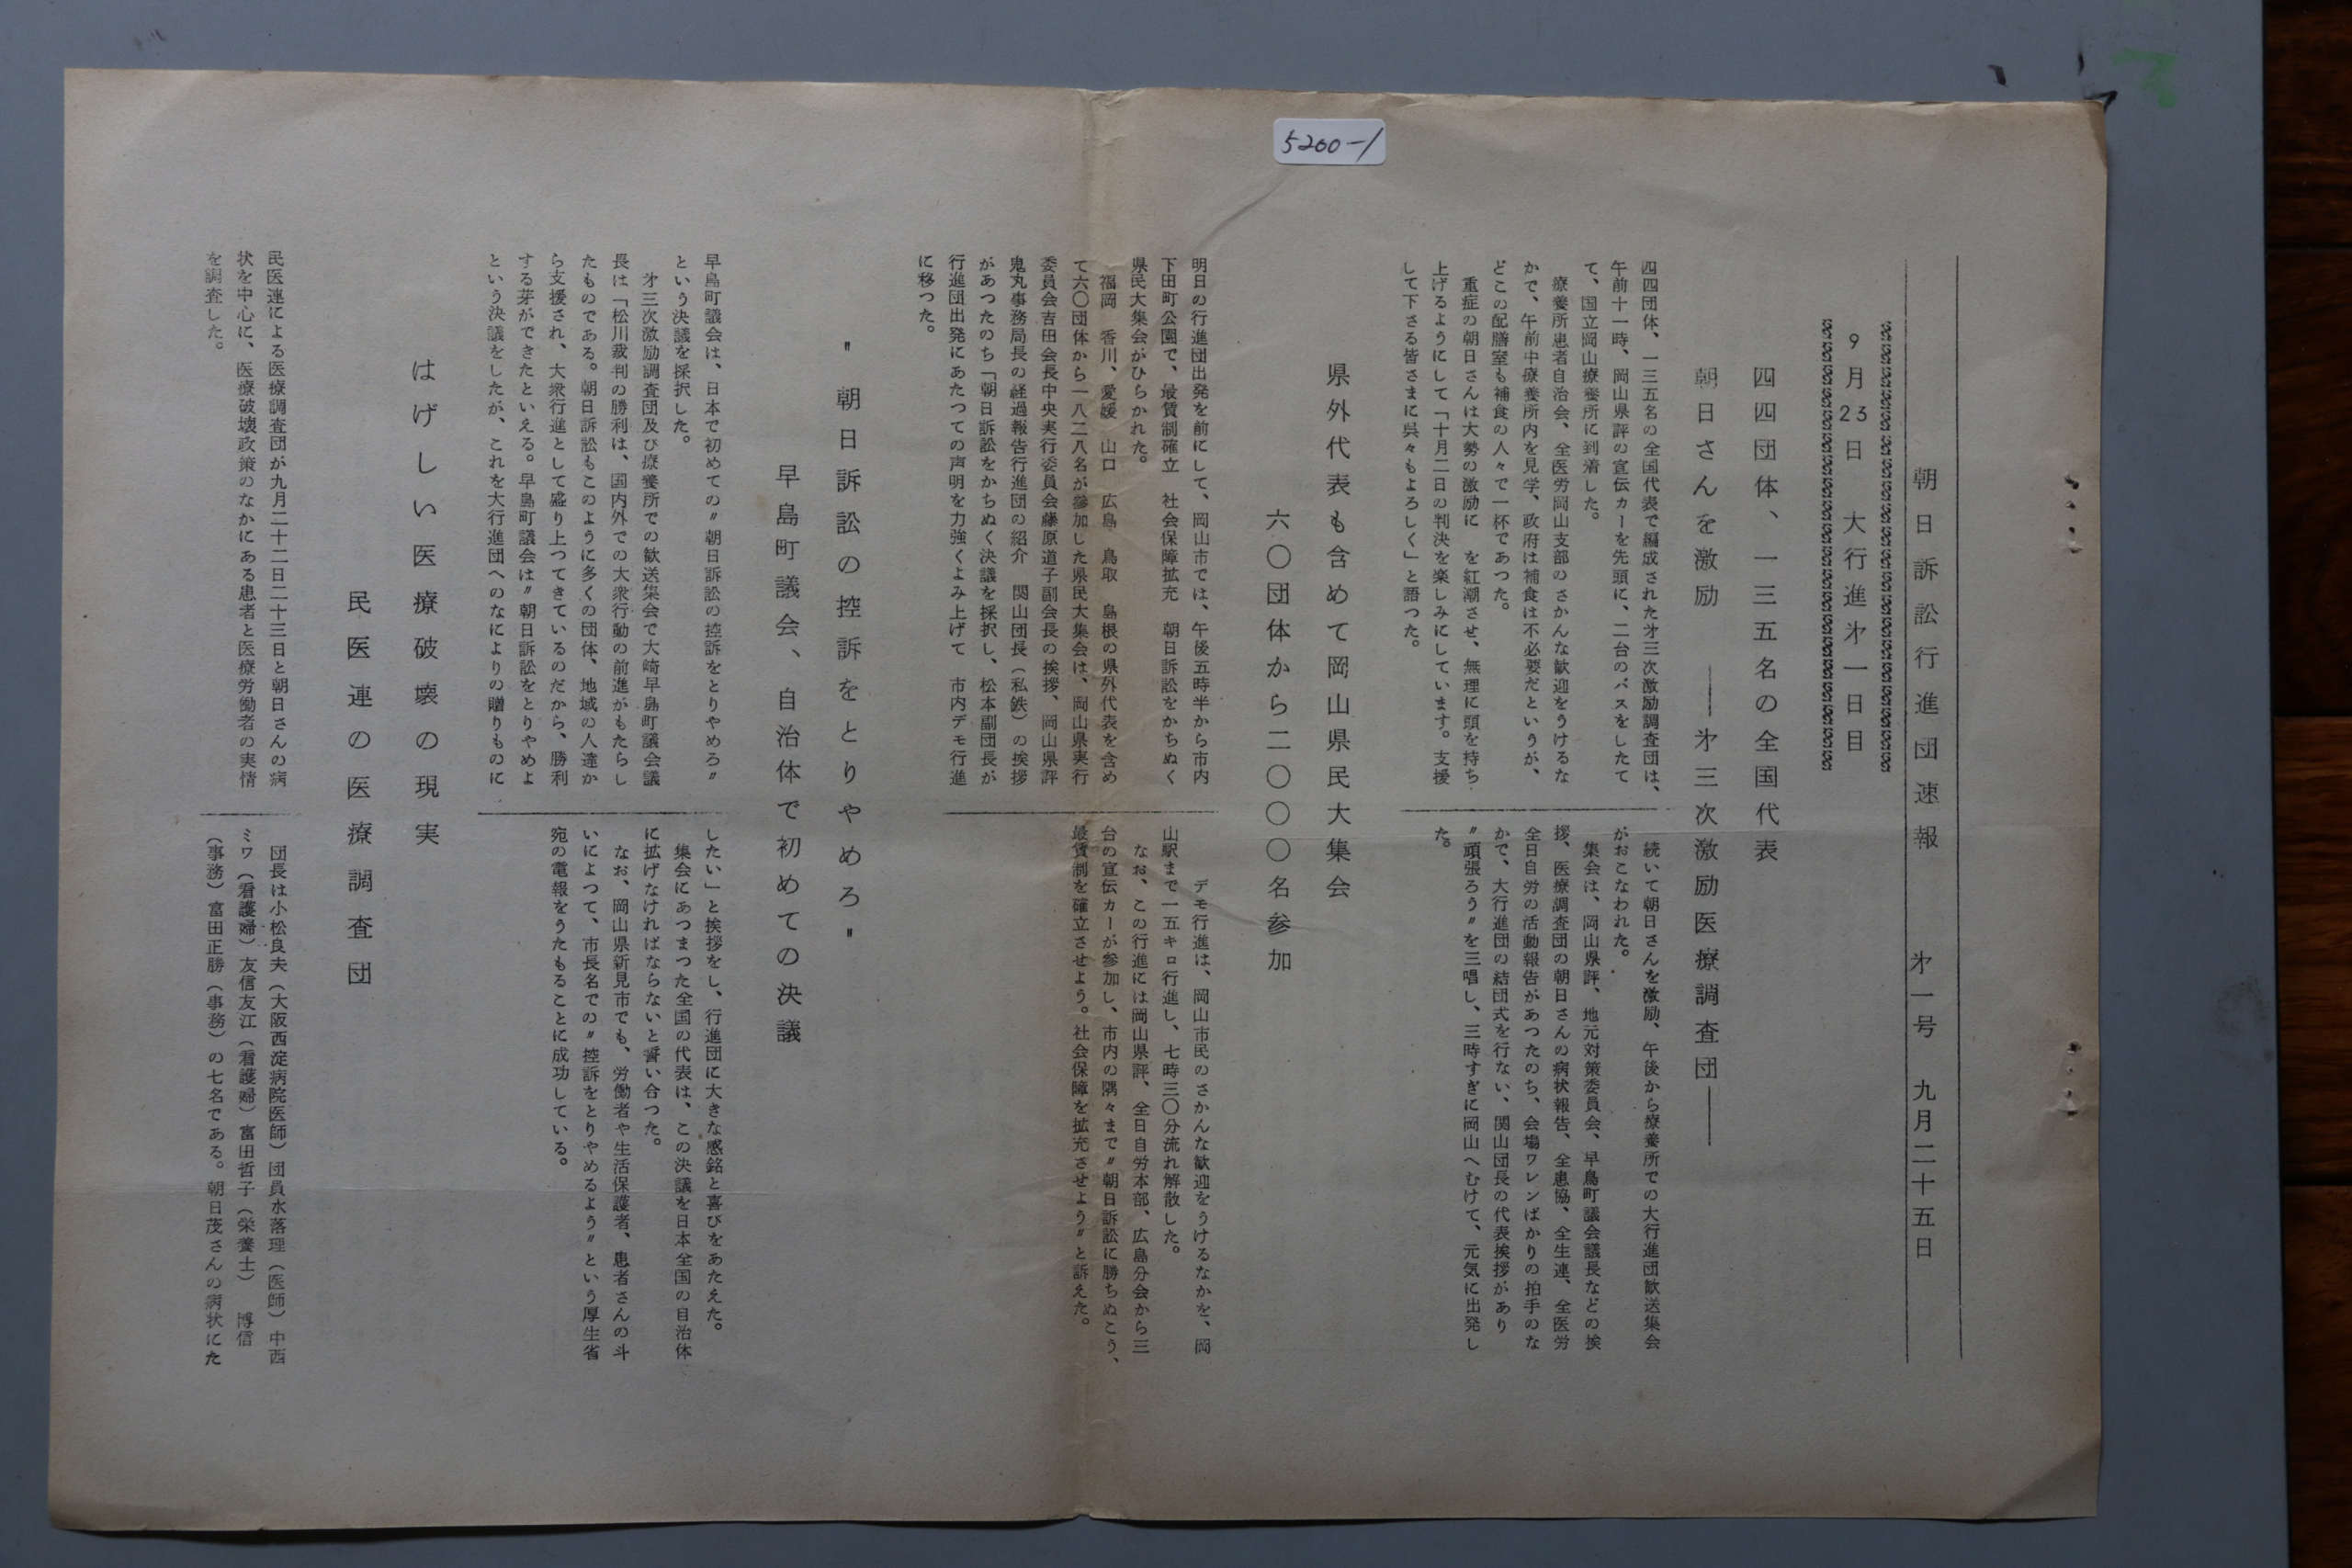 5200-1
朝日訴訟行進団速報　才一号　九月二十五日
9月23日　大行進才一日目
四四団体、一三五名の全国代表
朝日さんを激励　――才三次激励医療調査団――
四四団体、一三五名の全国代表で編成された才三次激励調査団は、
午前十一時、岡山県評の宣伝カーを先頭に、二台のバスをしたて
て、国立岡山療養所に到着した。
療養所患者自治会、全医労岡山支部のさかんな歓迎をうけるな
かで、午前中療養所内を見学、政府は補食は不必要だというが、
どこの配膳室も補食の人々で一杯であつた。
重症の朝日さんは大勢の激励に　を紅潮させ、無理に頭を持ち
上げるようにして「十月二日の判決を楽しみにしています。支援
して下さる皆さまに呉々もよろしく」と語つた。
続いて朝日さんを激励、午後から療養所での大行進団歓送集会
がおこなわれた。
集会は、岡山県評、地元対策委員会、早島町議会議長などの挨
拶、医療調査団の朝日さんの病状報告、全患協、全生連、全医労
全日自労の活動報告があつたのち、会場ワレンばかりの拍手のな
かで、大行進団の結団式を行ない、関山団長の代表挨拶があり
〃頑張ろう〃を三唱し、三時すぎに岡山へむけて、元気に出発し
た。
県外代表も含めて岡山県民大集会
六〇団体から二〇〇〇名参加
明日の行進団出発を前にして、岡山市では、午後五時半から市内
下田町公園で、最賃制確立　社会保障拡充　朝日訴訟をかちぬく
県民大集会がひらかれた。
福岡　香川、愛媛　山口　広島　鳥取　島根の県外代表を含め
て六〇団体から一八二八名が参加した県民大集会は、岡山県実行
委員会吉田会長中央実行委員会藤原道子副会長の挨拶、岡山県評
鬼丸事務局長の経過報告行進団の紹介　関山団長（私鉄）の挨拶
があつたのち「朝日訴訟をかちぬく決議を採択し、松本副団長が
行進団出発にあたつての声明を力強くよみ上げて　市内デモ行進
に移つた。
デモ行進は、岡山市民のさかんな歓迎をうけるなかを、岡
山駅まで一五キロ行進し、七時三〇分流れ解散した。
なお、この行進には岡山県評、全日自労本部、広島分会から三
台の宣伝カーが参加し、市内の隅々まで〃朝日訴訟に勝ちぬこう、
最賃制を確立させよう。社会保障を拡充させよう〃と訴えた。
〃朝日訴訟の控訴をとりやめろ〃
早島町議会、自治体で初めての決議
早島町議会は、日本で初めての〃朝日訴訟の控訴をとりやめろ〃
という決議を採択した。
才三次激励調査団及び療養所での歓送集会で大崎早島町議会議
長は「松川裁判の勝利は、国内外での大衆行動の前進がもたらし
たものである。朝日訴訟もこのように多くの団体、地域の人達か
ら支援され、大衆行進として盛り上つてきているのだから、勝利
する芽ができたといえる。早島町議会は〃朝日訴訟をとりやめよ
という決議をしたが、これを大行進団へのなによりの贈りものに
したい」と挨拶をし、行進団に大きな感銘と喜びをあたえた。
集会にあつまつた全国の代表は、この決議を日本全国の自治体
に拡げなければならないと誓い合つた。
なお、岡山県新見市でも、労働者や生活保護者、患者さんの斗
いによつて、市長名での〃控訴をとりやめるよう〃という厚生省
宛の電報をうたもることに成功している。
はげしい医療破壊の現実
民医連の医療調査団
民医連による医療調査団が九月二十二日二十三日と朝日さんの病
状を中心に、医療破壊政策のなかにある患者と医療労働者の実情
を調査した。
団長は小松良夫（大阪西淀病院医師）団員水落理（医師）中西
ミワ（看護婦）友信友江（看護婦）富田哲子（栄養士）　博信
（事務）富田正勝（事務）の七名である。朝日茂さんの病状にた